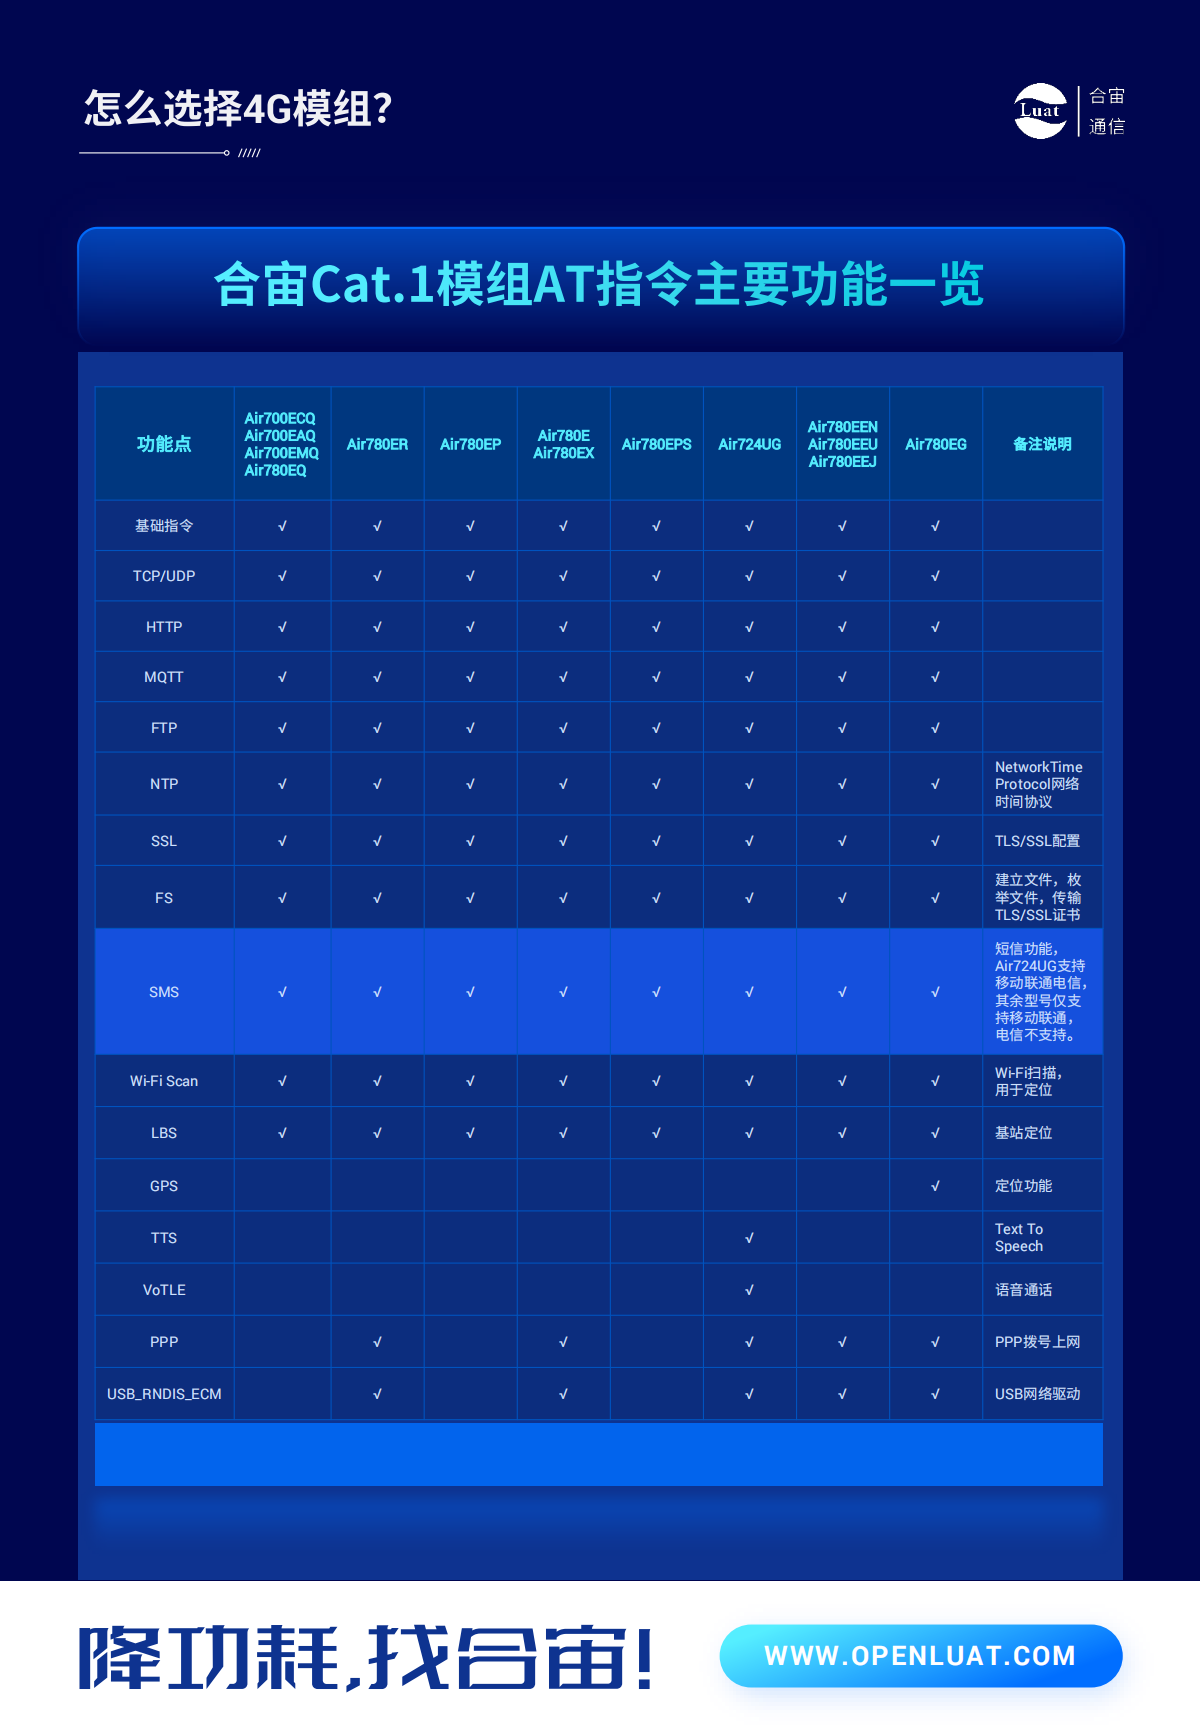 怎么选择4G模组?
Luat
合宙
通信
合宙Cat.1模组AT指令主要功能一览
功能点
Air700ECQ
Air700EAQ
Air700EMQ
Air780EQ
Air780ER
Air780EP
Air780E
Air780EX
Air780EPS
Air724UG
Air780EEN
Air780EEU
Air780EEJ
Air780EG
备注说明
基础指令 √ √ √ √ √ √ √ √
TCP/UDP √ √ √ √ √ √ √ √
HTTP √ √ √ √ √ √ √ √
MQTT √ √ √ √ √ √ √ √
FTP √ √ √ √ √ √ √ √
NTP √ √ √ √ √ √ √ √
NetworkTime
Protocol网络
时间协议
SSL √ √ √ √ √ √ √ √ TLS/SSL配置
FS √ √ √ √ √ √ √ √
建立文件，枚
举文件，传输
TLS/SSL证书
SMS √ √ √ √ √ √ √ √
短信功能，
Air724UG支持
移动联通电信，
其余型号仅支
持移动联通，
电信不支持。
Wi-Fi Scan √ √ √ √ √ √ √ √
Wi-Fi扫描，
用于定位
LBS √ √ √ √ √ √ √ √ 基站定位
GPS √ 定位功能
TTS √
Text To
Speech
VoTLE √ 语音通话
PPP √ √ √ √ √ PPP拨号上网
USB_RNDIS_ECM √ √ √ √ √ USB网络驱动
降功耗,找合宙!
WWW.OPENLUAT.COM